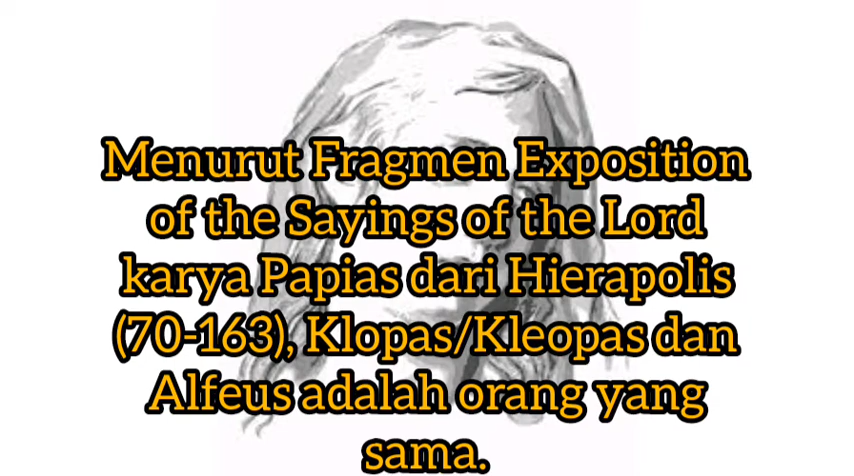 Menurut Fragmen Exposition
of the Sayings of the Lord
karya Papias dari Hierapolis
(70-163), Klopas/Kleopas dan
Alfeus adalah orang yang
sama.